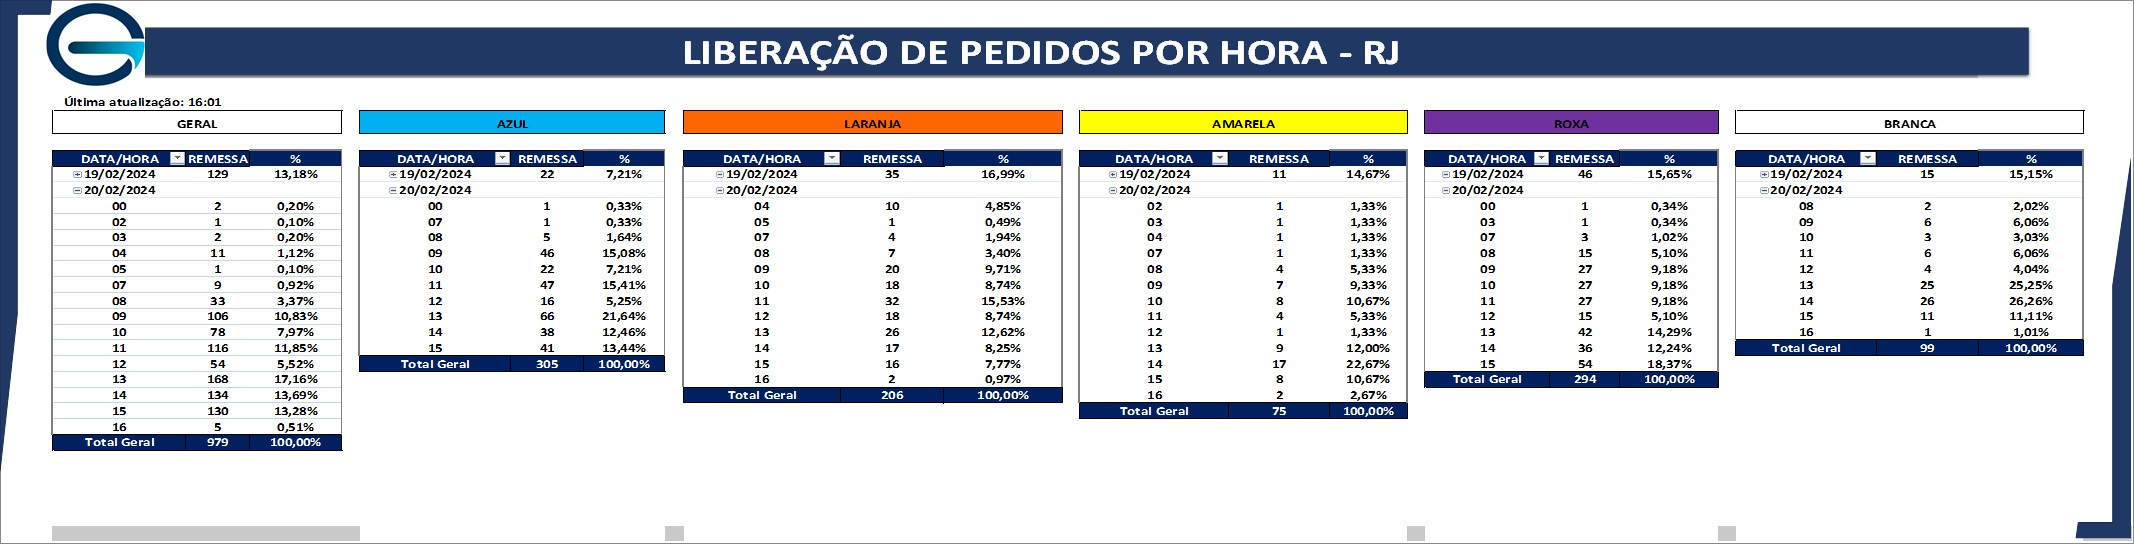 LIBERAÇÃO DE PEDIDOS POR HORA - RJ
Última atualização: 16:01
GERAL
DATA/HORA REMESSA %
19/02/2024 129 13,18%
20/02/2024
00 2 0,20%
02 1 0,10%
03 2 0,20%
04 11 1,12%
05 1 0,10%
07 9 0,92%
08 33 3,37%
09 106 10,83%
10 78 7,97%
11 116 11,85%
12 54 5,52%
13 168 17,16%
14 134 13,69%
15 130 13,28%
16 5 0,51%
Total Geral 979 100,00%
AZUL
DATA/HORA REMESSA %
19/02/2024 22 7,21%
20/02/2024
00 1 0,33%
07 1 0,33%
08 5 1,64%
09 46 15,08%
10 22 7,21%
11 47 15,41%
12 16 5,25%
13 66 21,64%
14 38 12,46%
15 41 13,44%
Total Geral 305 100,00%
LARANJA
DATA/HORA REMESSA %
19/02/2024 35 16,99%
20/02/2024
04 10 4,85%
05 1 0,49%
07 4 1,94%
08 7 3,40%
09 20 9,71%
10 18 8,74%
11 32 15,53%
12 18 8,74%
13 26 12,62%
14 17 8,25%
15 16 7,77%
16 2 0,97%
Total Geral 206 100,00%
AMARELA
DATA/HORA REMESSA %
19/02/2024 11 14,67%
20/02/2024
02 1 1,33%
03 1 1,33%
04 1 1,33%
07 1 1,33%
08 4 5,33%
09 7 9,33%
10 8 10,67%
11 4 5,33%
12 1 1,33%
13 9 12,00%
14 17 22,67%
15 8 10,67%
16 2 2,67%
Total Geral 75 100,00%
ROXA
DATA/HORA REMESSA %
19/02/2024 46 15,65%
20/02/2024
00 1 0,34%
03 1 0,34%
07 3 1,02%
08 15 5,10%
09 27 9,18%
10 27 9,18%
11 27 9,18%
12 15 5,10%
13 42 14,29%
14 36 12,24%
15 54 18,37%
Total Geral 294 100,00%
BRANCA
DATA/HORA REMESSA %
19/02/2024 15 15,15%
20/02/2024
08 2 2,02%
09 6 6,06%
10 3 3,03%
11 6 6,06%
12 4 4,04%
13 25 25,25%
14 26 26,26%
15 11 11,11%
16 1 1,01%
Total Geral 99 100,00%